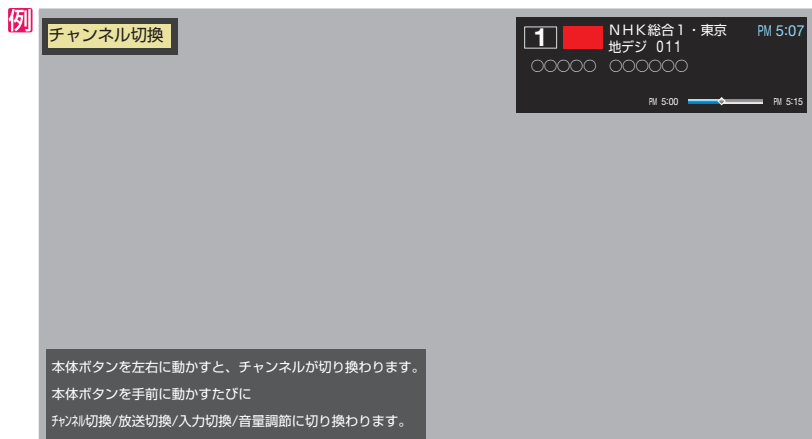 例
チャンネル切換
1
NHK総合1・東京 PM 5:07
地デジ 011
○○○○○ ○○○○○○
PM 5:00 PM 5:15
本体ボタンを左右に動かすと、チャンネルが切り換わります。
本体ボタンを手前に動かすたびに
チャンネル切換/放送切換/入力切換/音量調節に切り換わります。